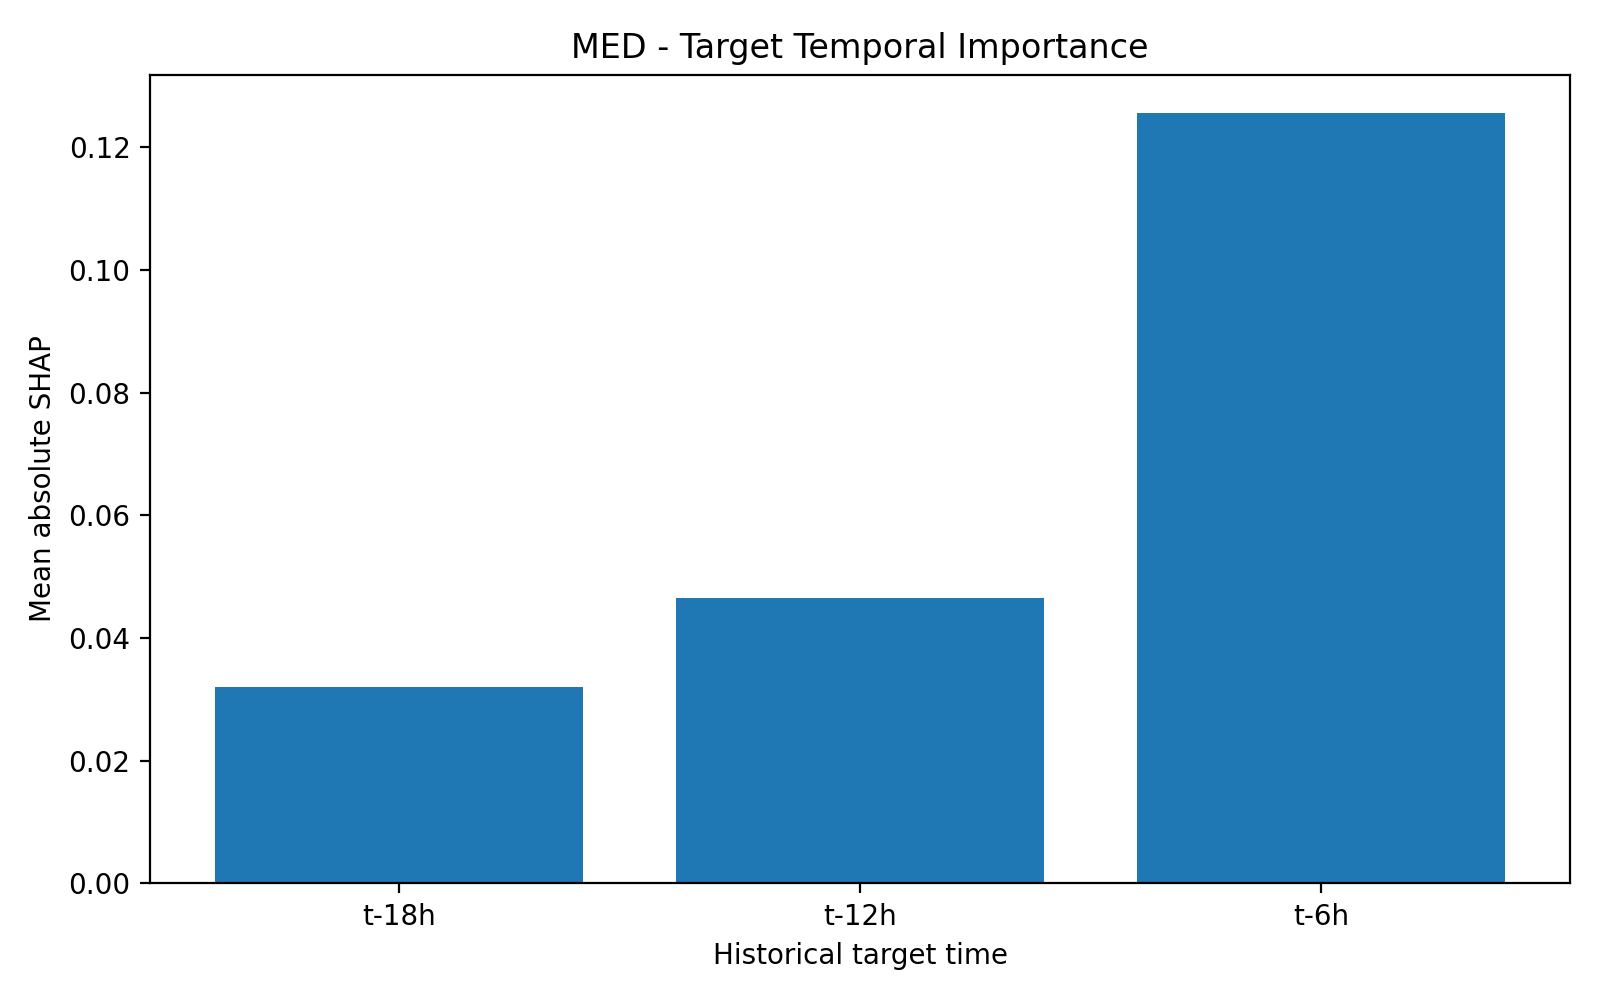 MED - Target Temporal Importance
Mean absolute SHAP
0.12
0.10
0.08
0.06
0.04
0.02
0.00
t-18h t-12h t-6h
Historical target time